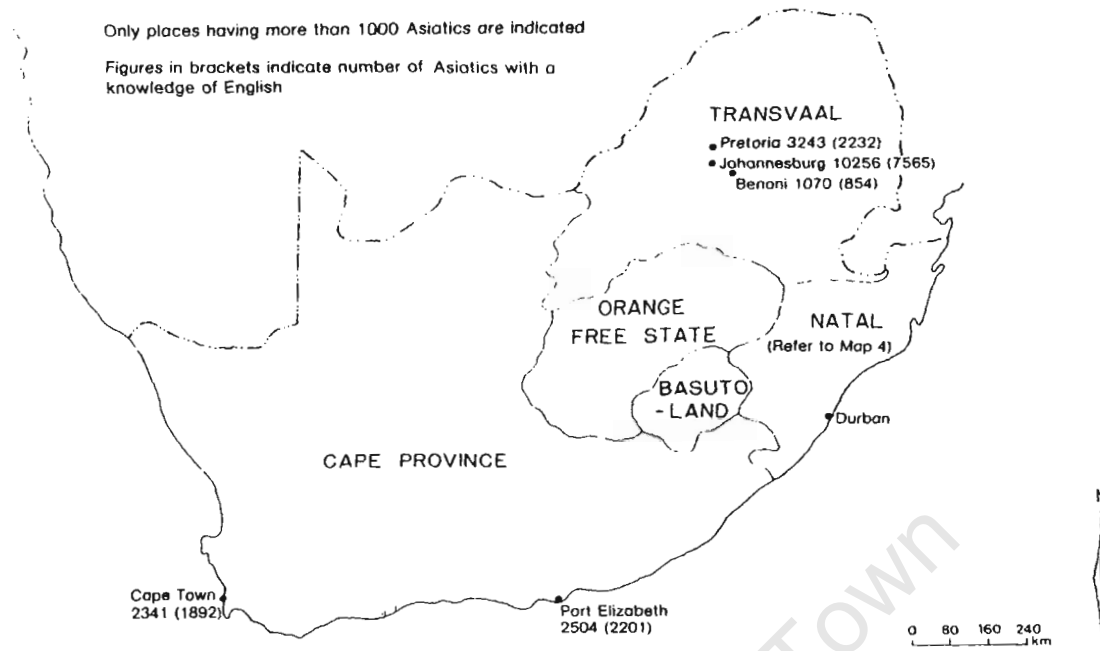 Only places having more than 1000 Asiatics are indicated
Figures in brackets indicate number of Asiatics with a
knowledge of English
TRANSVAAL
Pretoria 3243 (2232)
Johannesburg 10256 (7565)
Benoni 1070 (854)
ORANGE
FREE STATE
NATAL
(Refer to Map 4)
BASUTO
-LAND
Durban
CAPE PROVINCE
Cape Town
2341 (1892)
Port Elizabeth
2504 (2201)
0 80 160 240
km
N
Town